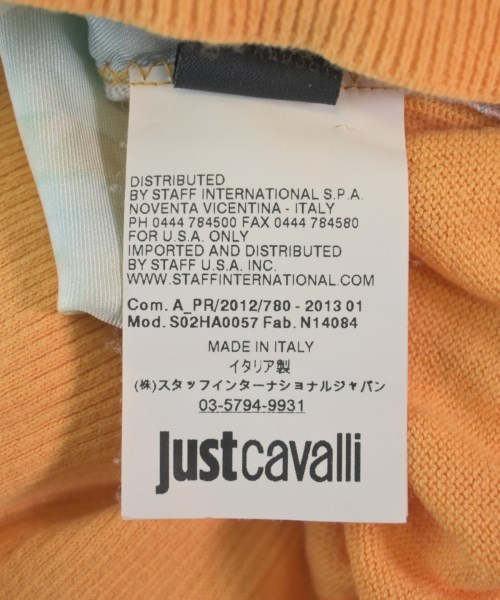 DISTRIBUTED
BY STAFF INTERNATIONAL S.P.A.
NOVENTA VICENTINA - ITALY
PH 0444 784500 FAX 0444 784580
FOR U.S.A. ONLY
IMPORTED AND DISTRIBUTED
BY STAFF U.S.A. INC.
WWW.STAFFINTERNATIONAL.COM
Com. A_PR/2012/780 - 2013 01
Mod. S02HA0057 Fab. N14084
MADE IN ITALY
イタリア製
(株)スタッフインターナショナルジャパン
03-5794-9931
justcavalli